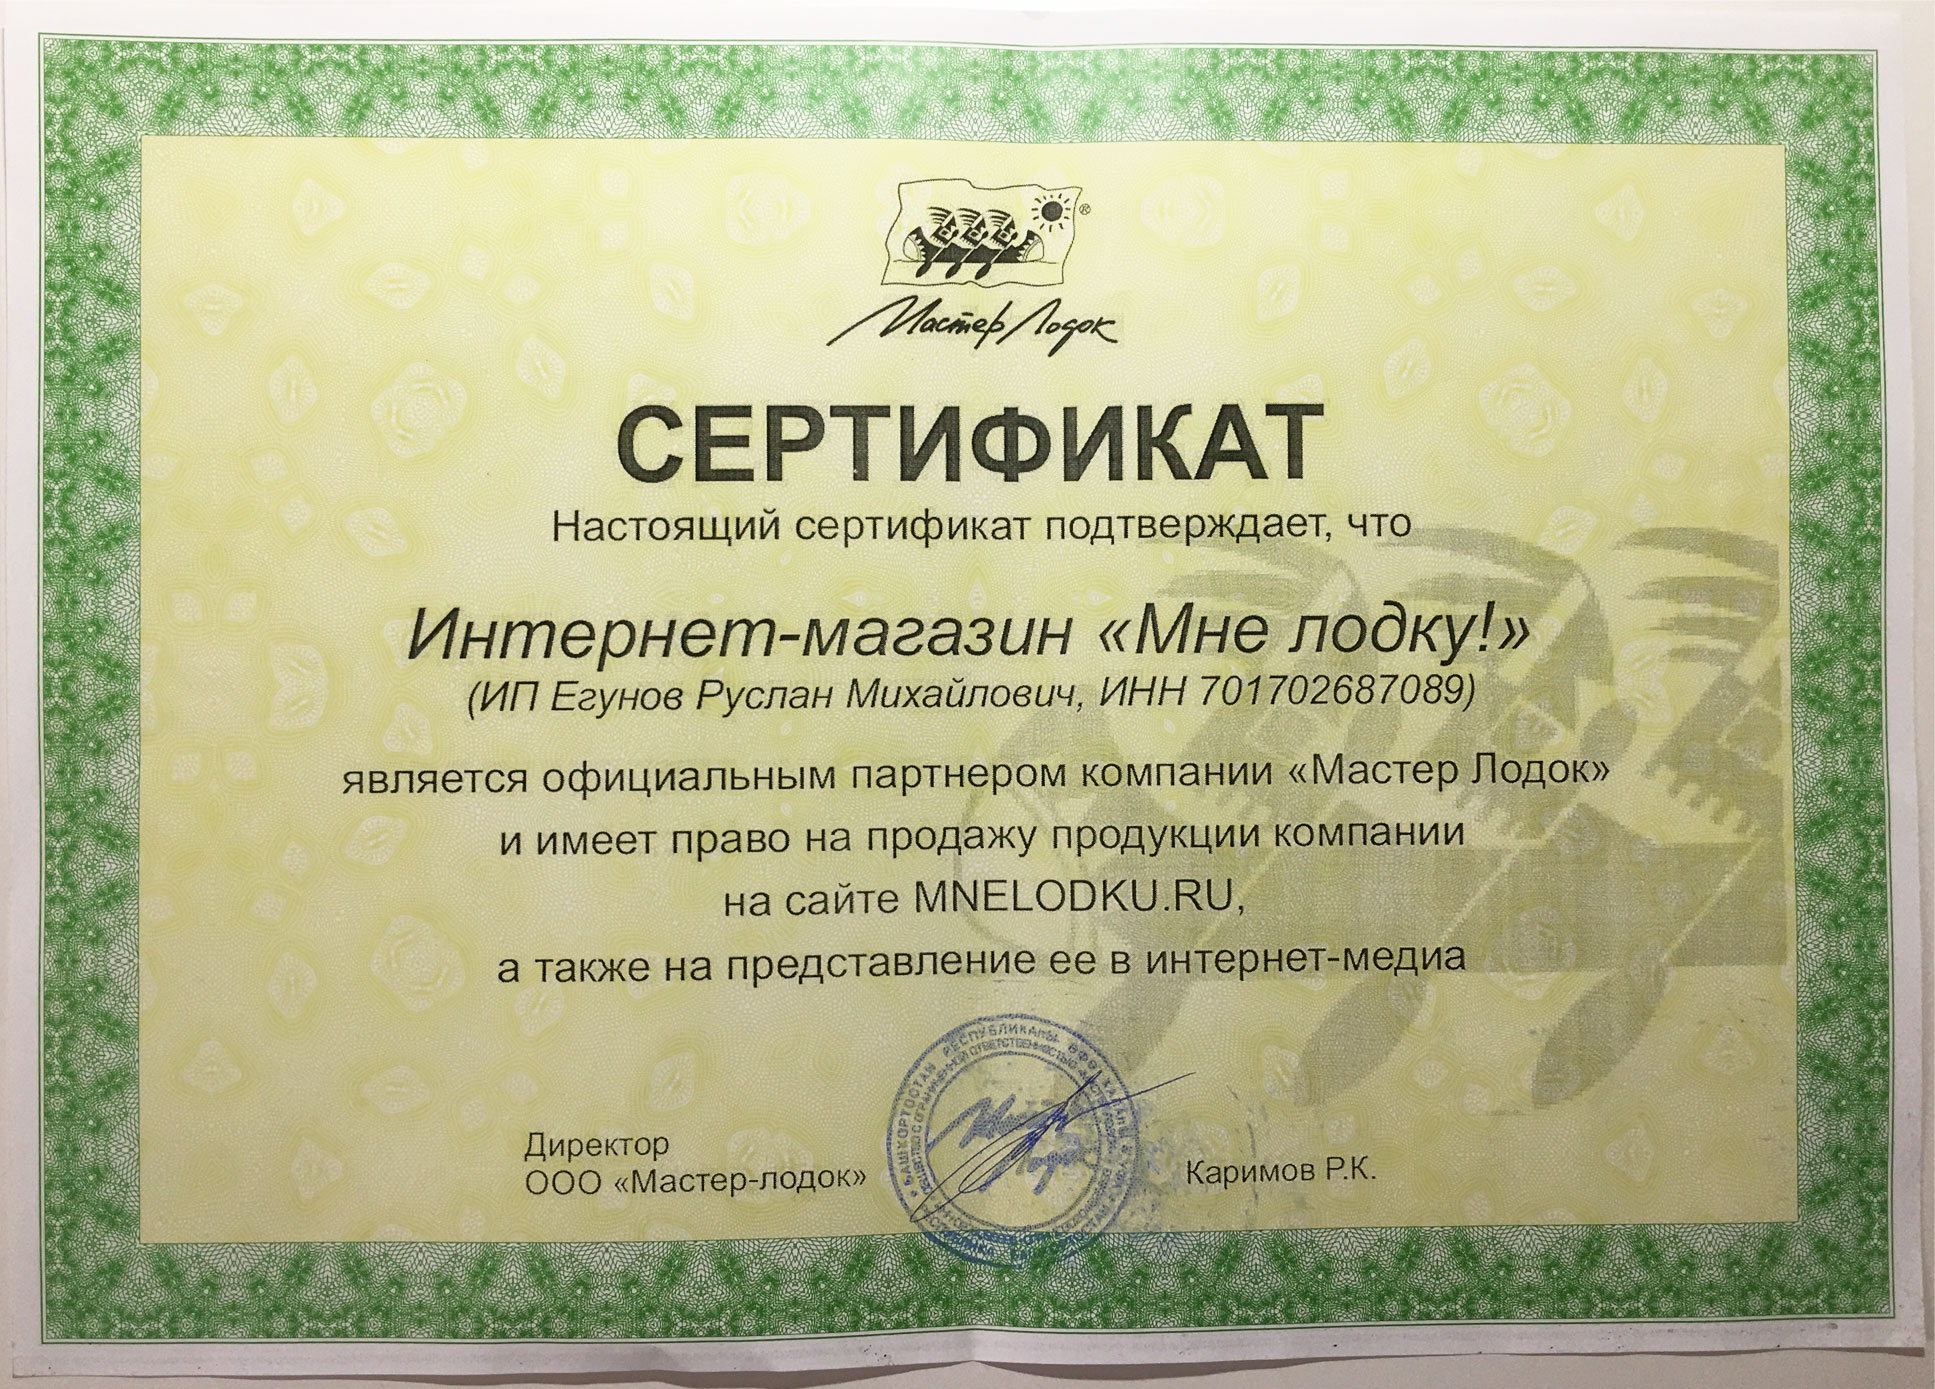 ®
Мастер Лодок
СЕРТИФИКАТ
Настоящий сертификат подтверждает, что
Интернет-магазин «Мне лодку!»
(ИП Егунов Руслан Михайлович, ИНН 701702687089)
является официальным партнером компании «Мастер Лодок»
и имеет право на продажу продукции компании
на сайте MNELODKU.RU,
а также на представление ее в интернет-медиа
БАШКОРТОСТАН РЕСПУБЛИКАҺЫ
Директор
ООО «Мастер-лодок»
Каримов Р.К.